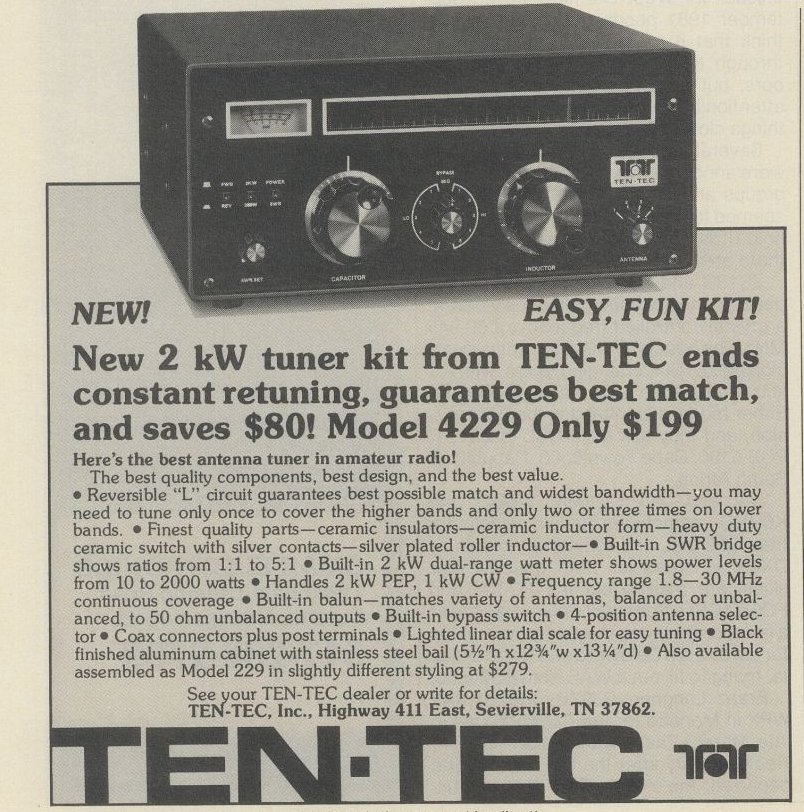 TEN-TEC
FWD 2KW POWER
REV 200W SWR
BYPASS
LO HI
SWR SET
CAPACITOR
INDUCTOR
ANTENNA
NEW!
EASY, FUN KIT!
New 2 kW tuner kit from TEN-TEC ends
constant retuning, guarantees best match,
and saves $80! Model 4229 Only $199
Here's the best antenna tuner in amateur radio!
The best quality components, best design, and the best value.
• Reversible “L” circuit guarantees best possible match and widest bandwidth—you may
need to tune only once to cover the higher bands and only two or three times on lower
bands. • Finest quality parts—ceramic insulators—ceramic inductor form—heavy duty
ceramic switch with silver contacts—silver plated roller inductor—• Built-in SWR bridge
shows ratios from 1:1 to 5:1 • Built-in 2 kW dual-range watt meter shows power levels
from 10 to 2000 watts • Handles 2 kW PEP, 1 kW CW • Frequency range 1.8—30 MHz
continuous coverage • Built-in balun—matches variety of antennas, balanced or unbal-
anced, to 50 ohm unbalanced outputs • Built-in bypass switch • 4-position antenna selec-
tor • Coax connectors plus post terminals • Lighted linear dial scale for easy tuning • Black
finished aluminum cabinet with stainless steel bail (5½"h x12¾"w x13¼"d) • Also available
assembled as Model 229 in slightly different styling at $279.
See your TEN-TEC dealer or write for details:
TEN-TEC, Inc., Highway 411 East, Sevierville, TN 37862.
TEN-TEC